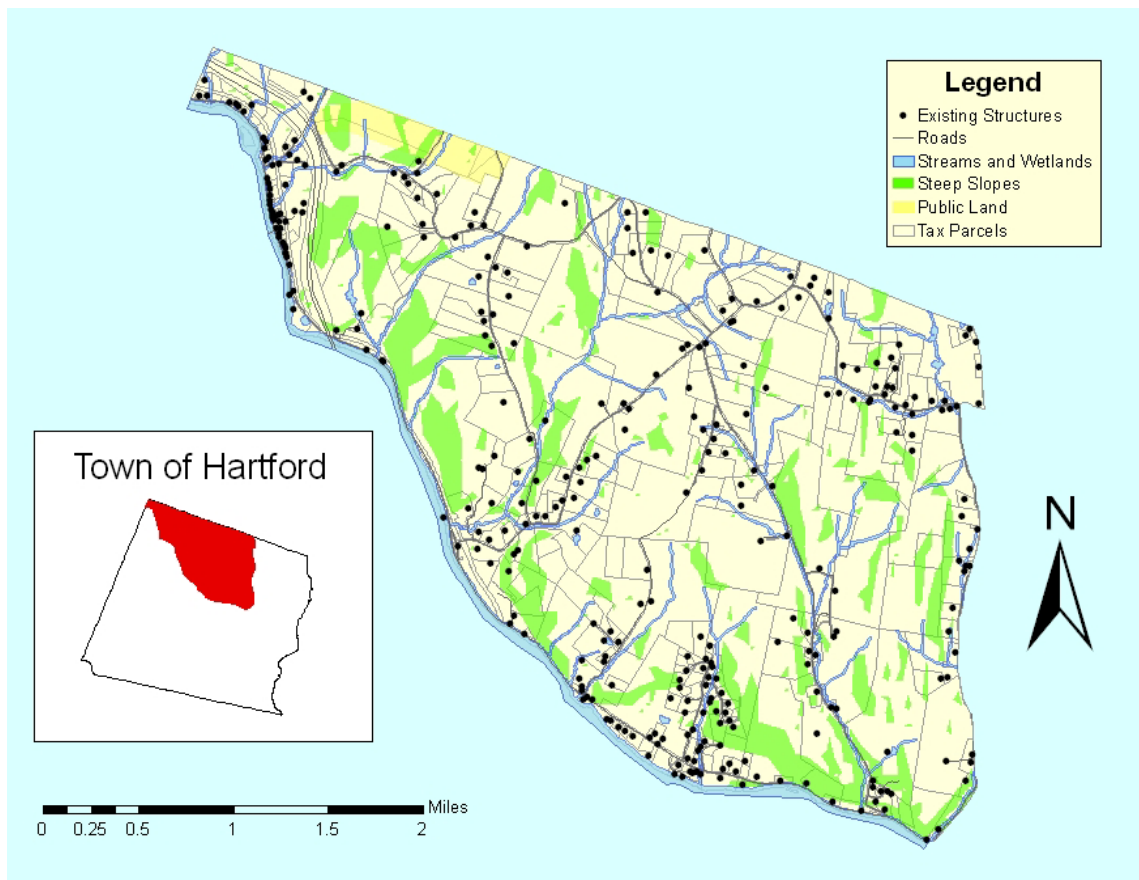 Legend
Existing Structures
Roads
Streams and Wetlands
Steep Slopes
Public Land
Tax Parcels
Town of Hartford
N
Miles
0 0.25 0.5 1 1.5 2